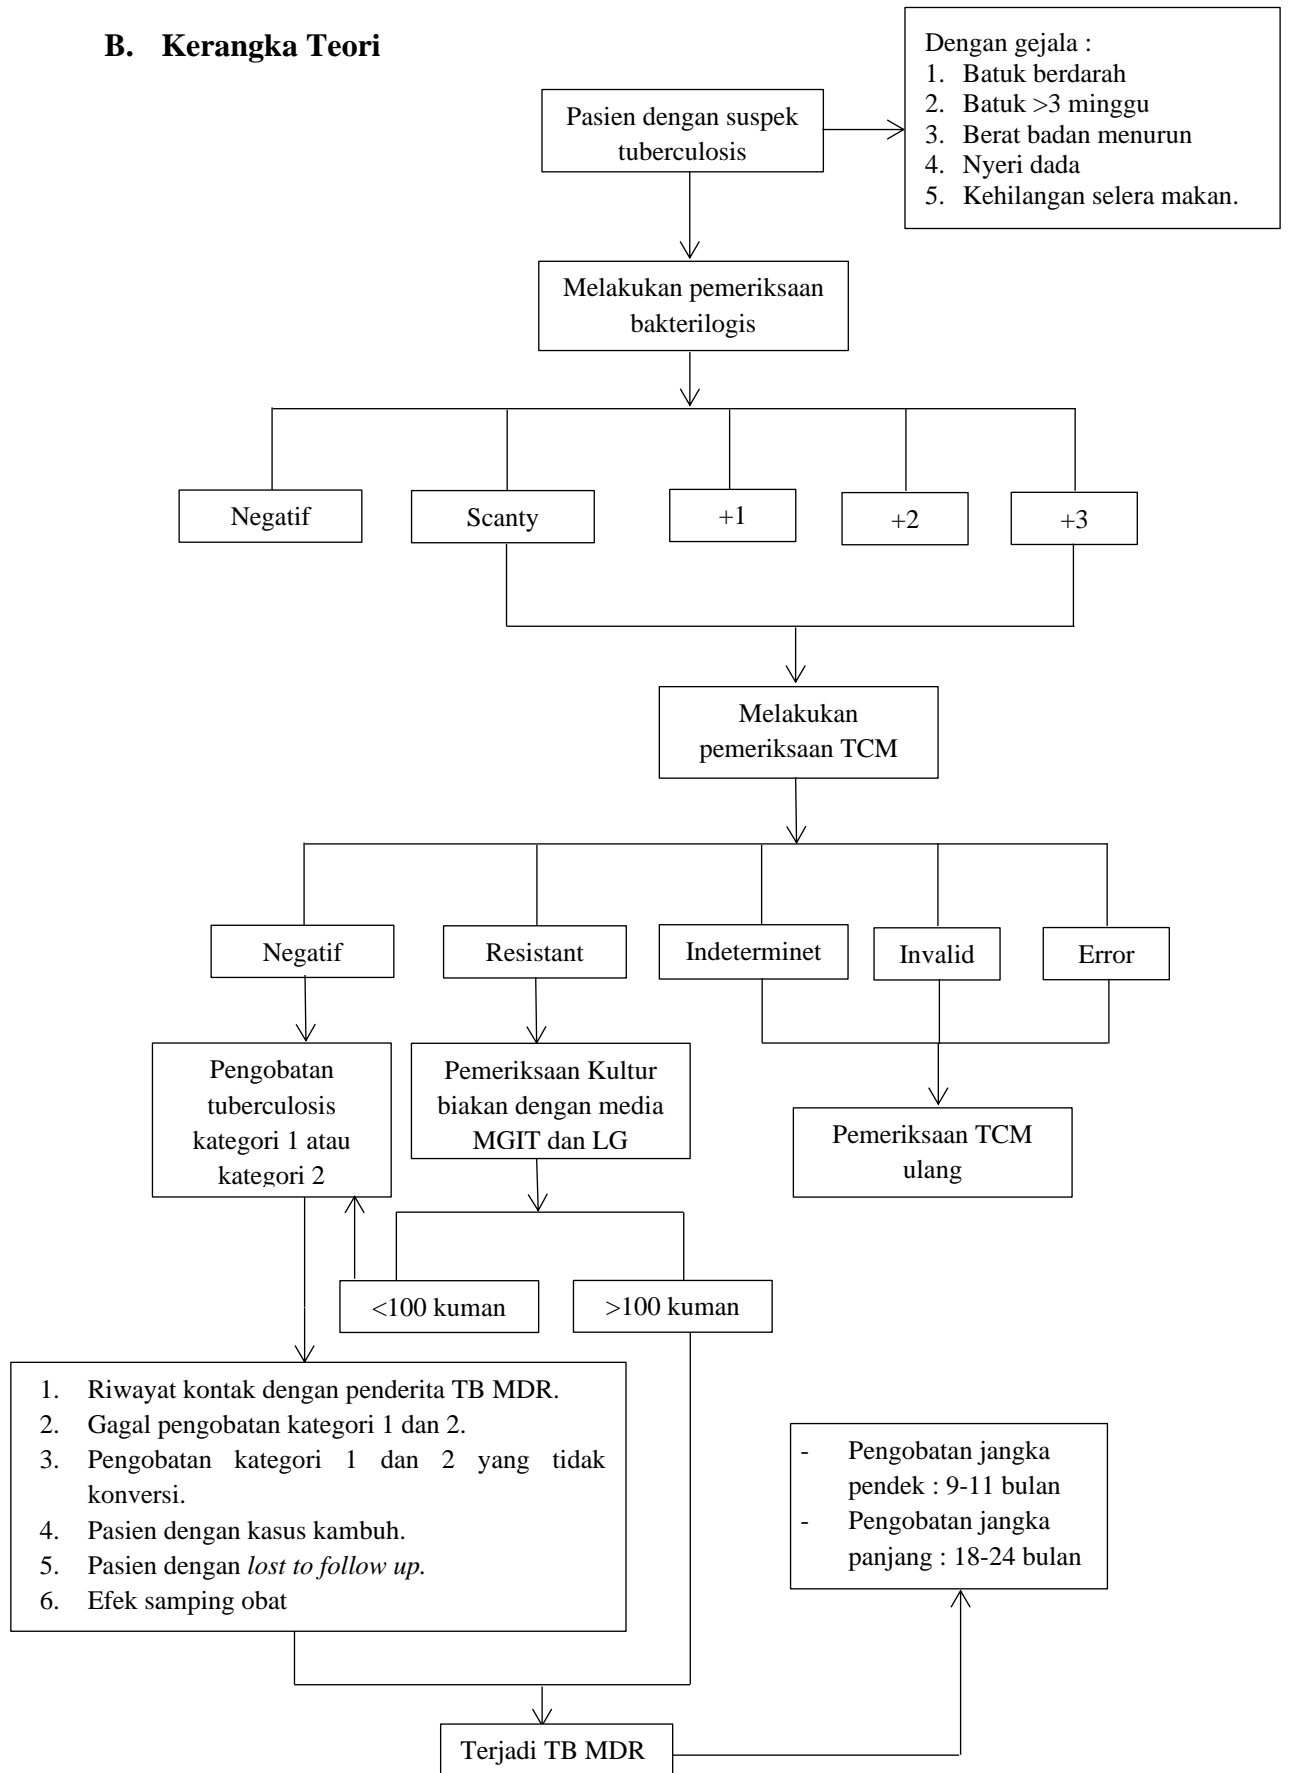 B. Kerangka Teori
Dengan gejala :
1. Batuk berdarah
2. Batuk >3 minggu
3. Berat badan menurun
4. Nyeri dada
5. Kehilangan selera makan.
Pasien dengan suspek
tuberculosis
Melakukan pemeriksaan
bakterilogis
Negatif
Scanty
+1
+2
+3
Melakukan
pemeriksaan TCM
Negatif
Resistant
Indeterminet
Invalid
Error
Pengobatan
tuberculosis
kategori 1 atau
kategori 2
Pemeriksaan Kultur
biakan dengan media
MGIT dan LG
Pemeriksaan TCM
ulang
<100 kuman
>100 kuman
1. Riwayat kontak dengan penderita TB MDR.
2. Gagal pengobatan kategori 1 dan 2.
3. Pengobatan kategori 1 dan 2 yang tidak
konversi.
4. Pasien dengan kasus kambuh.
5. Pasien dengan lost to follow up.
6. Efek samping obat
- Pengobatan jangka
pendek : 9-11 bulan
- Pengobatan jangka
panjang : 18-24 bulan
Terjadi TB MDR